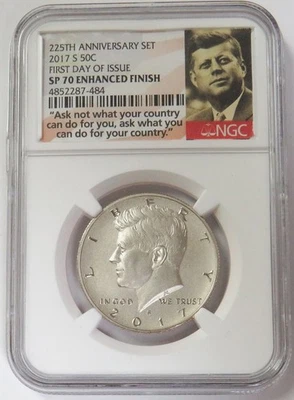 225TH ANNIVERSARY SET
2017 S 50C
FIRST DAY OF ISSUE
SP 70 ENHANCED FINISH
4852287-484
"Ask not what your country
can do for you, ask what you
can do for your country."
NGC
LIBERTY
IN GOD WE TRUST
2017